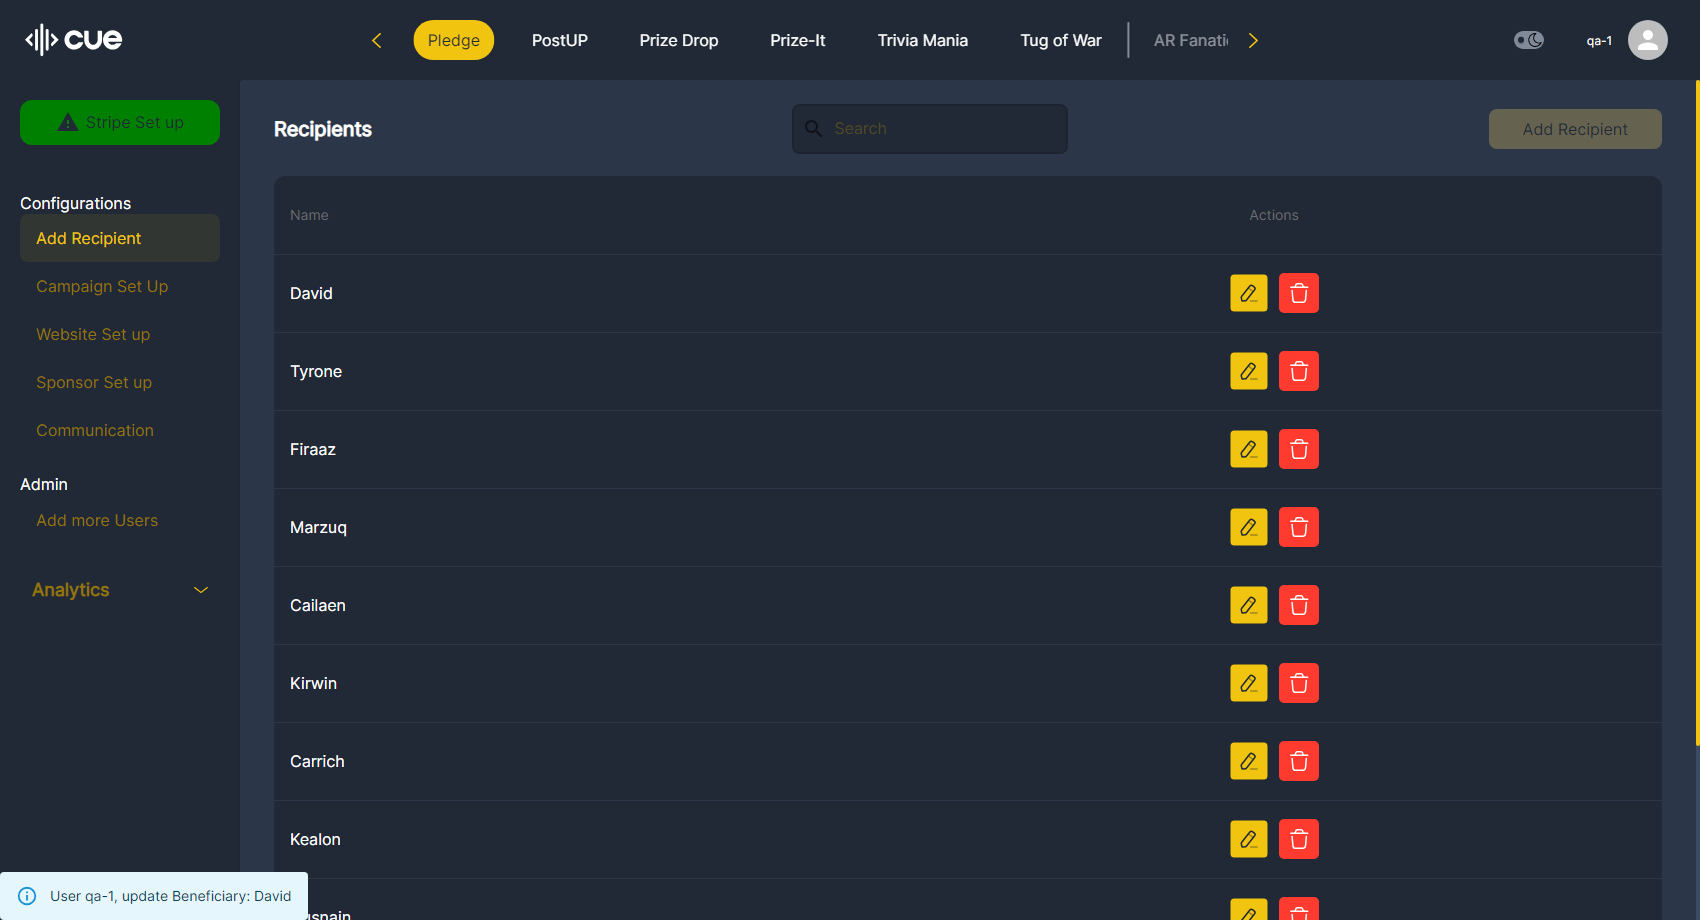 cue
Pledge
PostUP
Prize Drop
Prize-It
Trivia Mania
Tug of War
AR Fanati
qa-1
Stripe Set up
Configurations
Add Recipient
Campaign Set Up
Website Set up
Sponsor Set up
Communication
Admin
Add more Users
Analytics
Recipients
Search
Add Recipient
Name Actions
David
Tyrone
Firaaz
Marzuq
Cailaen
Kirwin
Carrich
Kealon
User qa-1, update Beneficiary: David